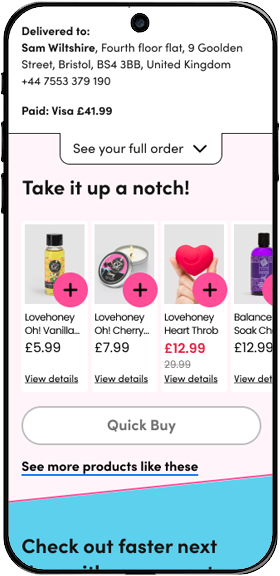 Delivered to:
Sam Wiltshire, Fourth floor flat, 9 Goolden
Street, Bristol, BS4 3BB, United Kingdom
+44 7553 379 190
Paid: Visa £41.99
See your full order
Take it up a notch!
Lovehoney
Oh! Vanilla...
£5.99
View details
Lovehoney
Oh! Cherry...
£7.99
View details
Lovehoney
Heart Throb
£12.99
29.99
View details
Balance
Soak Ch
£12.99
View det
Quick Buy
See more products like these
Check out faster next